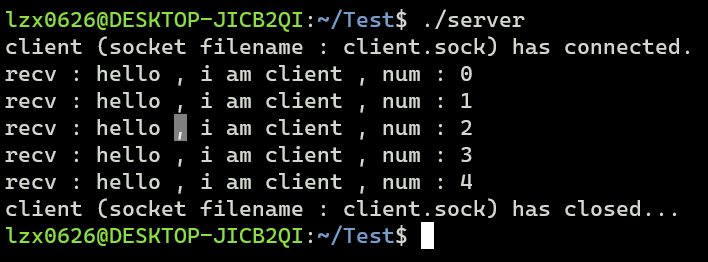 lzx0626@DESKTOP-JICB2QI:~/Test$ ./server
client (socket filename : client.sock) has connected.
recv : hello , i am client , num : 0
recv : hello , i am client , num : 1
recv : hello , i am client , num : 2
recv : hello , i am client , num : 3
recv : hello , i am client , num : 4
client (socket filename : client.sock) has closed...
lzx0626@DESKTOP-JICB2QI:~/Test$